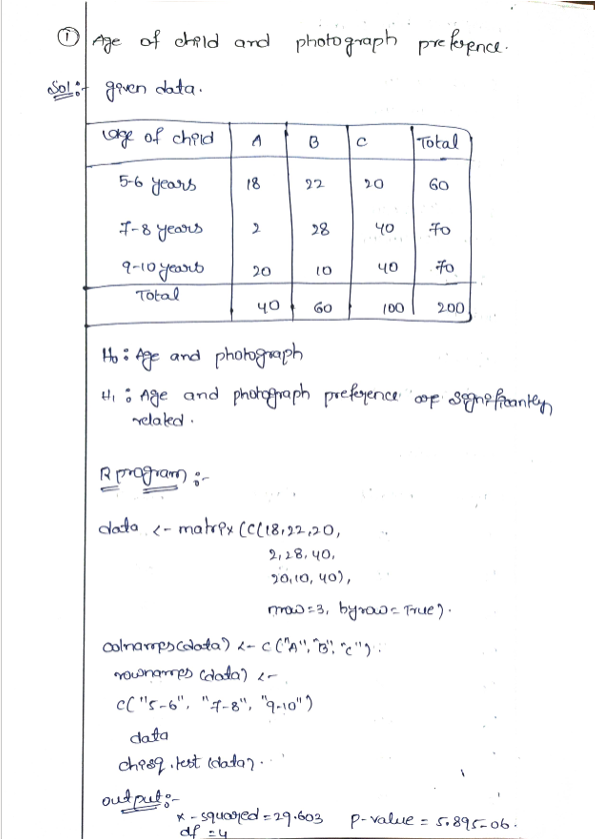 ① Age of child and photograph preference.
Sol:- given data.
Age of child A B C Total
5-6 years 18 22 20 60
7-8 years 2 28 40 70
9-10 years 20 10 40 70
Total 40 60 100 200
H₀ : Age and photograph
H₁ : Age and photograph preference are significantly
related.
R program :-
data <- matrix (C(18,22,20,
2,28,40,
20,10,40),
nrow=3, byrow=True).
colnames(data) <- c("A","B","C").
rownames (data) <-
c("5-6", "7-8", "9-10")
data
chisq.test (data).
output:-
x-squared = 29.603 p-value = 5.895-06.
df = 4